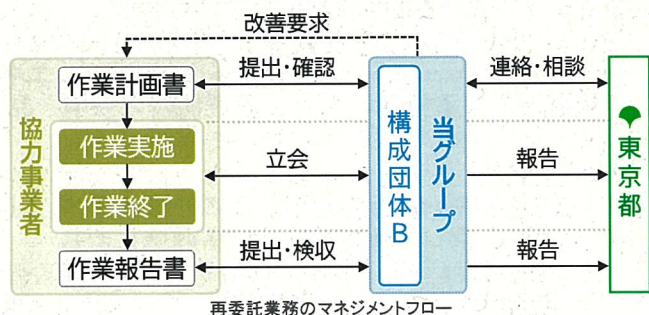 改善要求
作業計画書
提出・確認
連絡・相談
協力事業者
作業実施
立会
構成団体B
当グループ
報告
東京都
作業終了
作業報告書
提出・検収
報告
再委託業務のマネジメントフロー